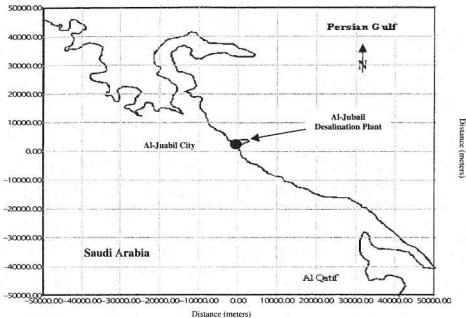 50000.00
40000.00
30000.00
20000.00
10000.00
0.00
-10000.00
-20000.00
-30000.00
-40000.00
-50000.00
Persian Gulf
N
Al-Jubail
Desalination Plant
Al-Juabil City
Saudi Arabia
Al Qatif
-50000.00 -40000.00 -30000.00 -20000.00 -10000.00 0.00 10000.00 20000.00 30000.00 40000.00 50000.00
Distance (meters)
Distance (meters)